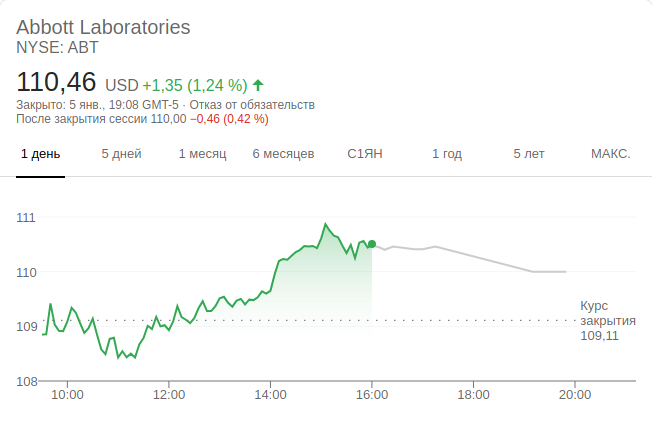 Abbott Laboratories
NYSE: ABT
110,46 USD +1,35 (1,24 %)
Закрыто: 5 янв., 19:08 GMT-5 · Отказ от обязательств
После закрытия сессии 110,00 −0,46 (0,42 %)
1 день 5 дней 1 месяц 6 месяцев С1ЯН 1 год 5 лет МАКС.
111
110
109
108
Курс
закрытия
109,11
10:00 12:00 14:00 16:00 18:00 20:00